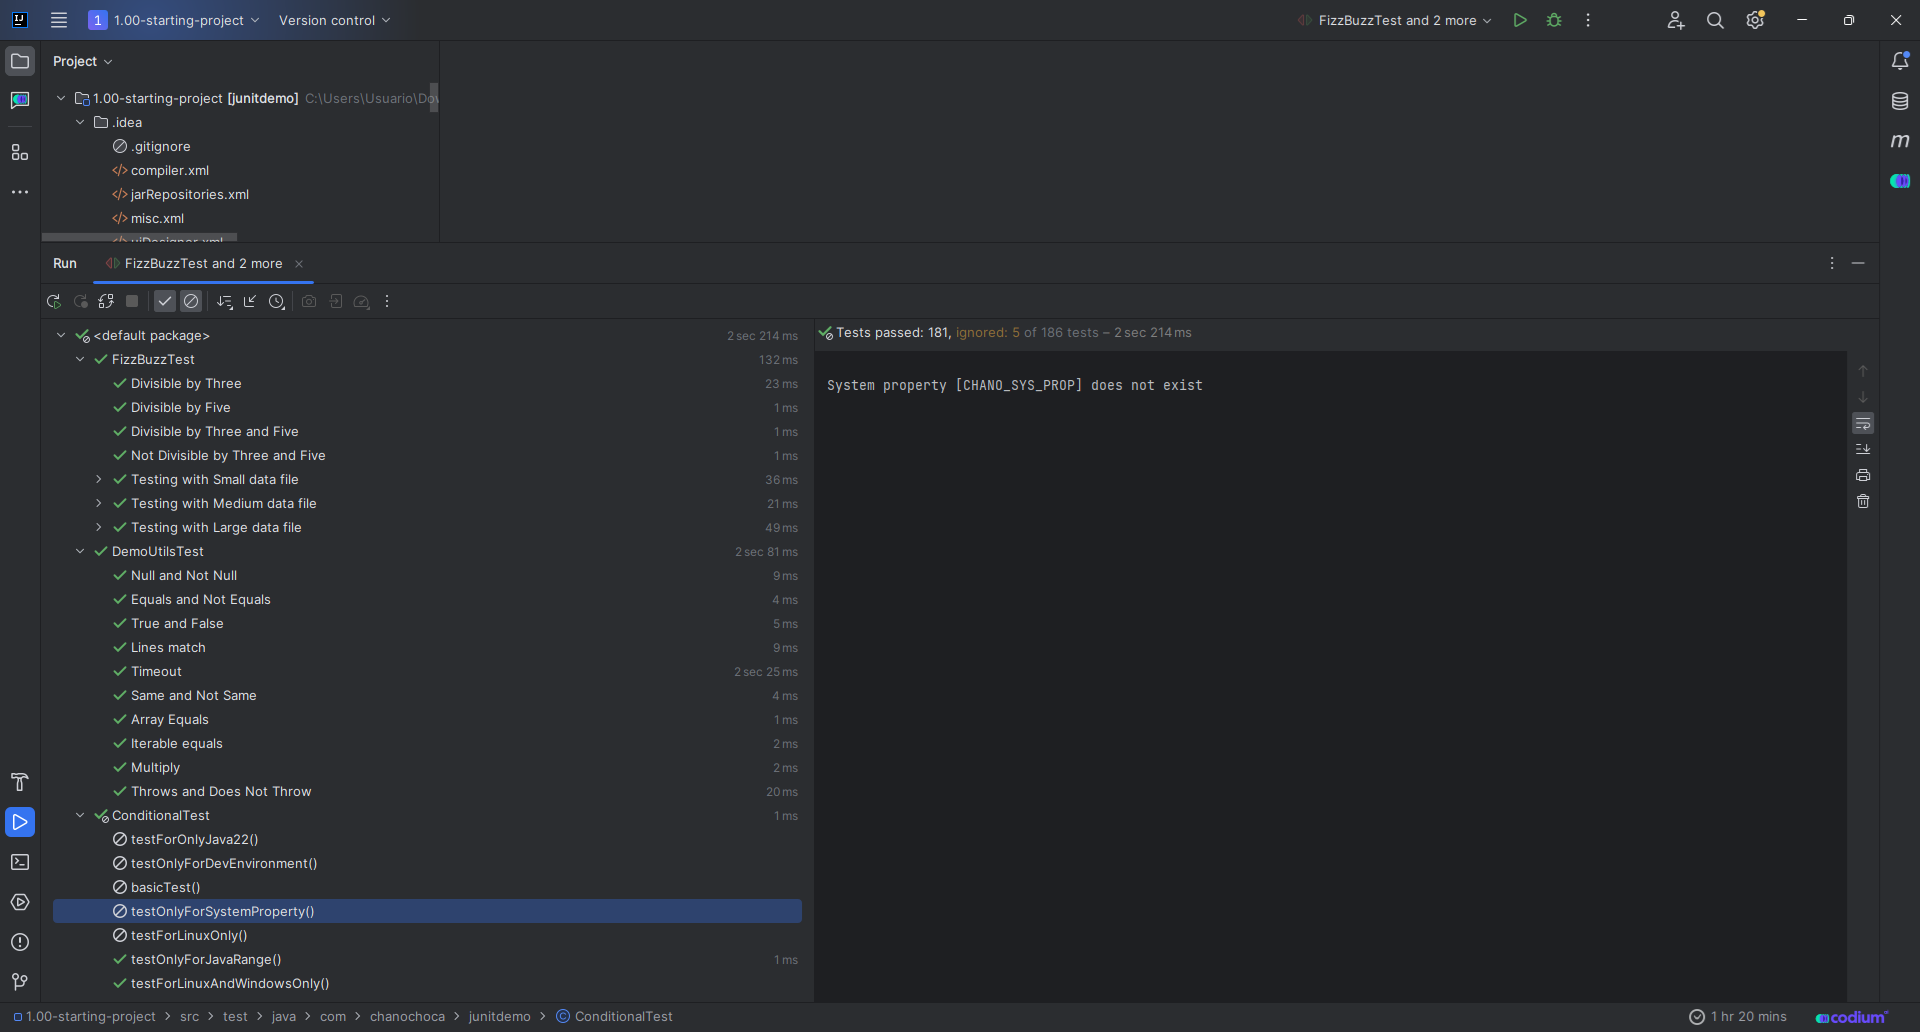 1 1.00-starting-project Version control FizzBuzzTest and 2 more
Project
1.00-starting-project [junitdemo] C:\Users\Usuario\Dov
.idea
.gitignore
compiler.xml
jarRepositories.xml
misc.xml
uiDesigner.xml
m
Run FizzBuzzTest and 2 more
<default package> 2 sec 214 ms
Tests passed: 181, ignored: 5 of 186 tests – 2 sec 214 ms
FizzBuzzTest 132 ms
Divisible by Three 23 ms
System property [CHANO_SYS_PROP] does not exist
Divisible by Five 1 ms
Divisible by Three and Five 1 ms
Not Divisible by Three and Five 1 ms
Testing with Small data file 36 ms
Testing with Medium data file 21 ms
Testing with Large data file 49 ms
DemoUtilsTest 2 sec 81 ms
Null and Not Null 9 ms
Equals and Not Equals 4 ms
True and False 5 ms
Lines match 9 ms
Timeout 2 sec 25 ms
Same and Not Same 4 ms
Array Equals 1 ms
Iterable equals 2 ms
Multiply 2 ms
Throws and Does Not Throw 20 ms
ConditionalTest 1 ms
testForOnlyJava22()
testOnlyForDevEnvironment()
basicTest()
testOnlyForSystemProperty()
testForLinuxOnly()
testOnlyForJavaRange() 1 ms
testForLinuxAndWindowsOnly()
1.00-starting-project > src > test > java > com > chanochoca > junitdemo > ConditionalTest 1 hr 20 mins codium